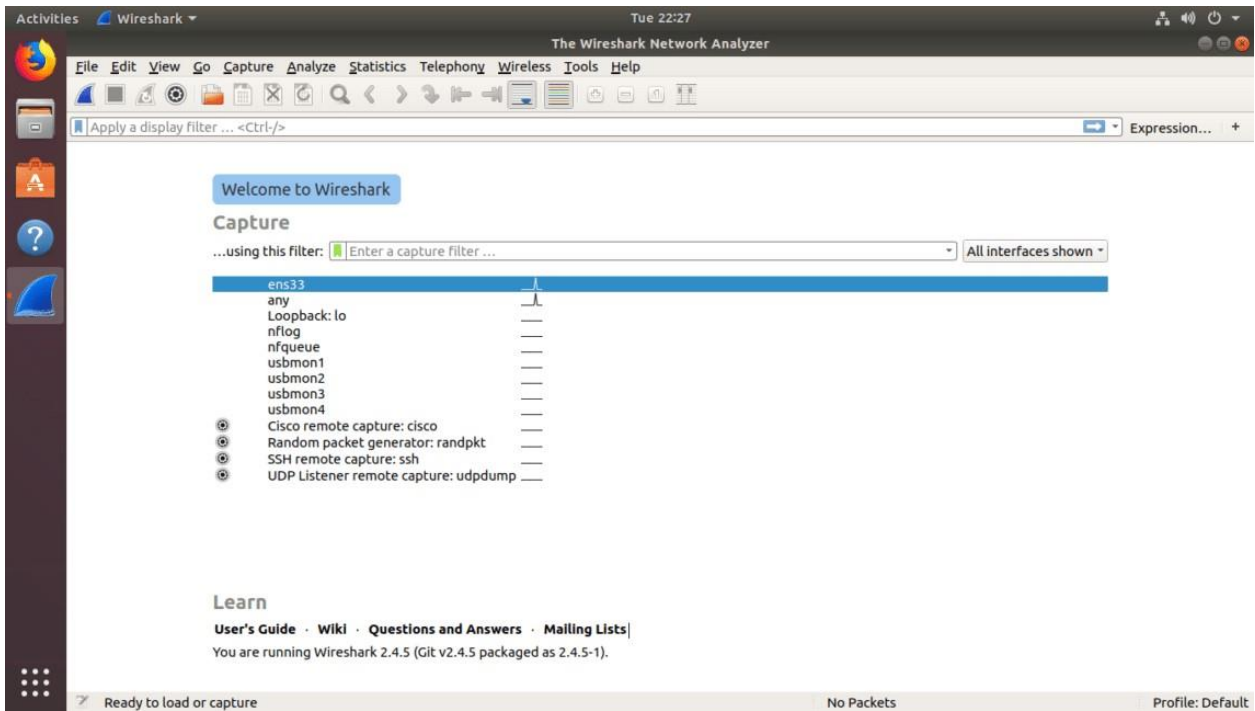 Activities Wireshark Tue 22:27
The Wireshark Network Analyzer
File Edit View Go Capture Analyze Statistics Telephony Wireless Tools Help
Apply a display filter ... <Ctrl-/> Expression... +
Welcome to Wireshark
Capture
...using this filter: Enter a capture filter ... All interfaces shown
ens33
any
Loopback: lo
nflog
nfqueue
usbmon1
usbmon2
usbmon3
usbmon4
Cisco remote capture: cisco
Random packet generator: randpkt
SSH remote capture: ssh
UDP Listener remote capture: udpdump
Learn
User's Guide · Wiki · Questions and Answers · Mailing Lists
You are running Wireshark 2.4.5 (Git v2.4.5 packaged as 2.4.5-1).
Ready to load or capture No Packets Profile: Default